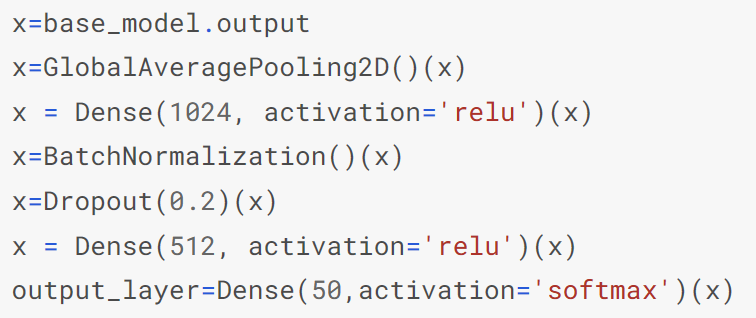 x=base_model.output
x=GlobalAveragePooling2D()(x)
x = Dense(1024, activation='relu')(x)
x=BatchNormalization()(x)
x=Dropout(0.2)(x)
x = Dense(512, activation='relu')(x)
output_layer=Dense(50,activation='softmax')(x)